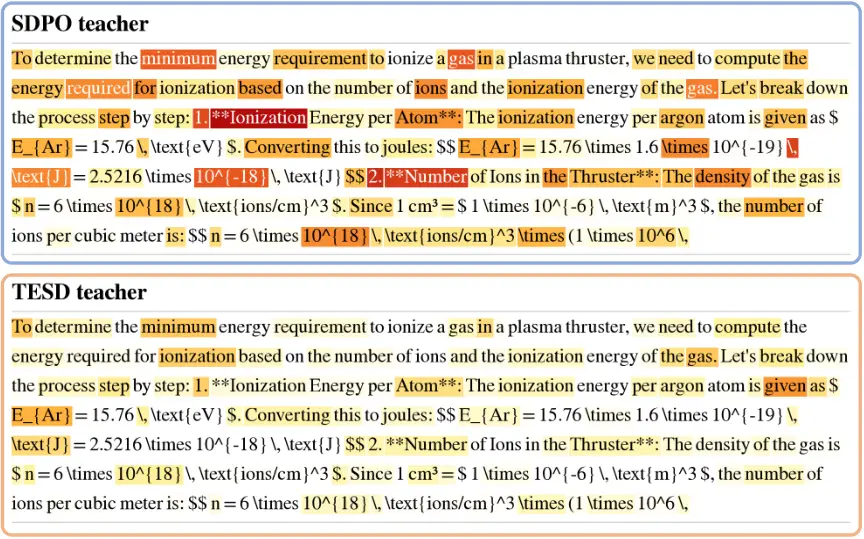 SDPO teacher
To determine the minimum energy requirement to ionize a gas in a plasma thruster, we need to compute the
energy required for ionization based on the number of ions and the ionization energy of the gas. Let's break down
the process step by step: 1. **Ionization Energy per Atom**: The ionization energy per argon atom is given as $
E_{Ar} = 15.76 \, \text{eV} $. Converting this to joules: $$ E_{Ar} = 15.76 \times 1.6 \times 10^{-19} \,
\text{J} = 2.5216 \times 10^{-18} \, \text{J} $$ 2. **Number of Ions in the Thruster**: The density of the gas is
$ n = 6 \times 10^{18} \, \text{ions/cm}^3 $. Since 1 cm³ = $ 1 \times 10^{-6} \, \text{m}^3 $, the number of
ions per cubic meter is: $$ n = 6 \times 10^{18} \, \text{ions/cm}^3 \times (1 \times 10^6 \,
TESD teacher
To determine the minimum energy requirement to ionize a gas in a plasma thruster, we need to compute the
energy required for ionization based on the number of ions and the ionization energy of the gas. Let's break down
the process step by step: 1. **Ionization Energy per Atom**: The ionization energy per argon atom is given as $
E_{Ar} = 15.76 \, \text{eV} $. Converting this to joules: $$ E_{Ar} = 15.76 \times 1.6 \times 10^{-19} \,
\text{J} = 2.5216 \times 10^{-18} \, \text{J} $$ 2. **Number of Ions in the Thruster**: The density of the gas is
$ n = 6 \times 10^{18} \, \text{ions/cm}^3 $. Since 1 cm³ = $ 1 \times 10^{-6} \, \text{m}^3 $, the number of
ions per cubic meter is: $$ n = 6 \times 10^{18} \, \text{ions/cm}^3 \times (1 \times 10^6 \,